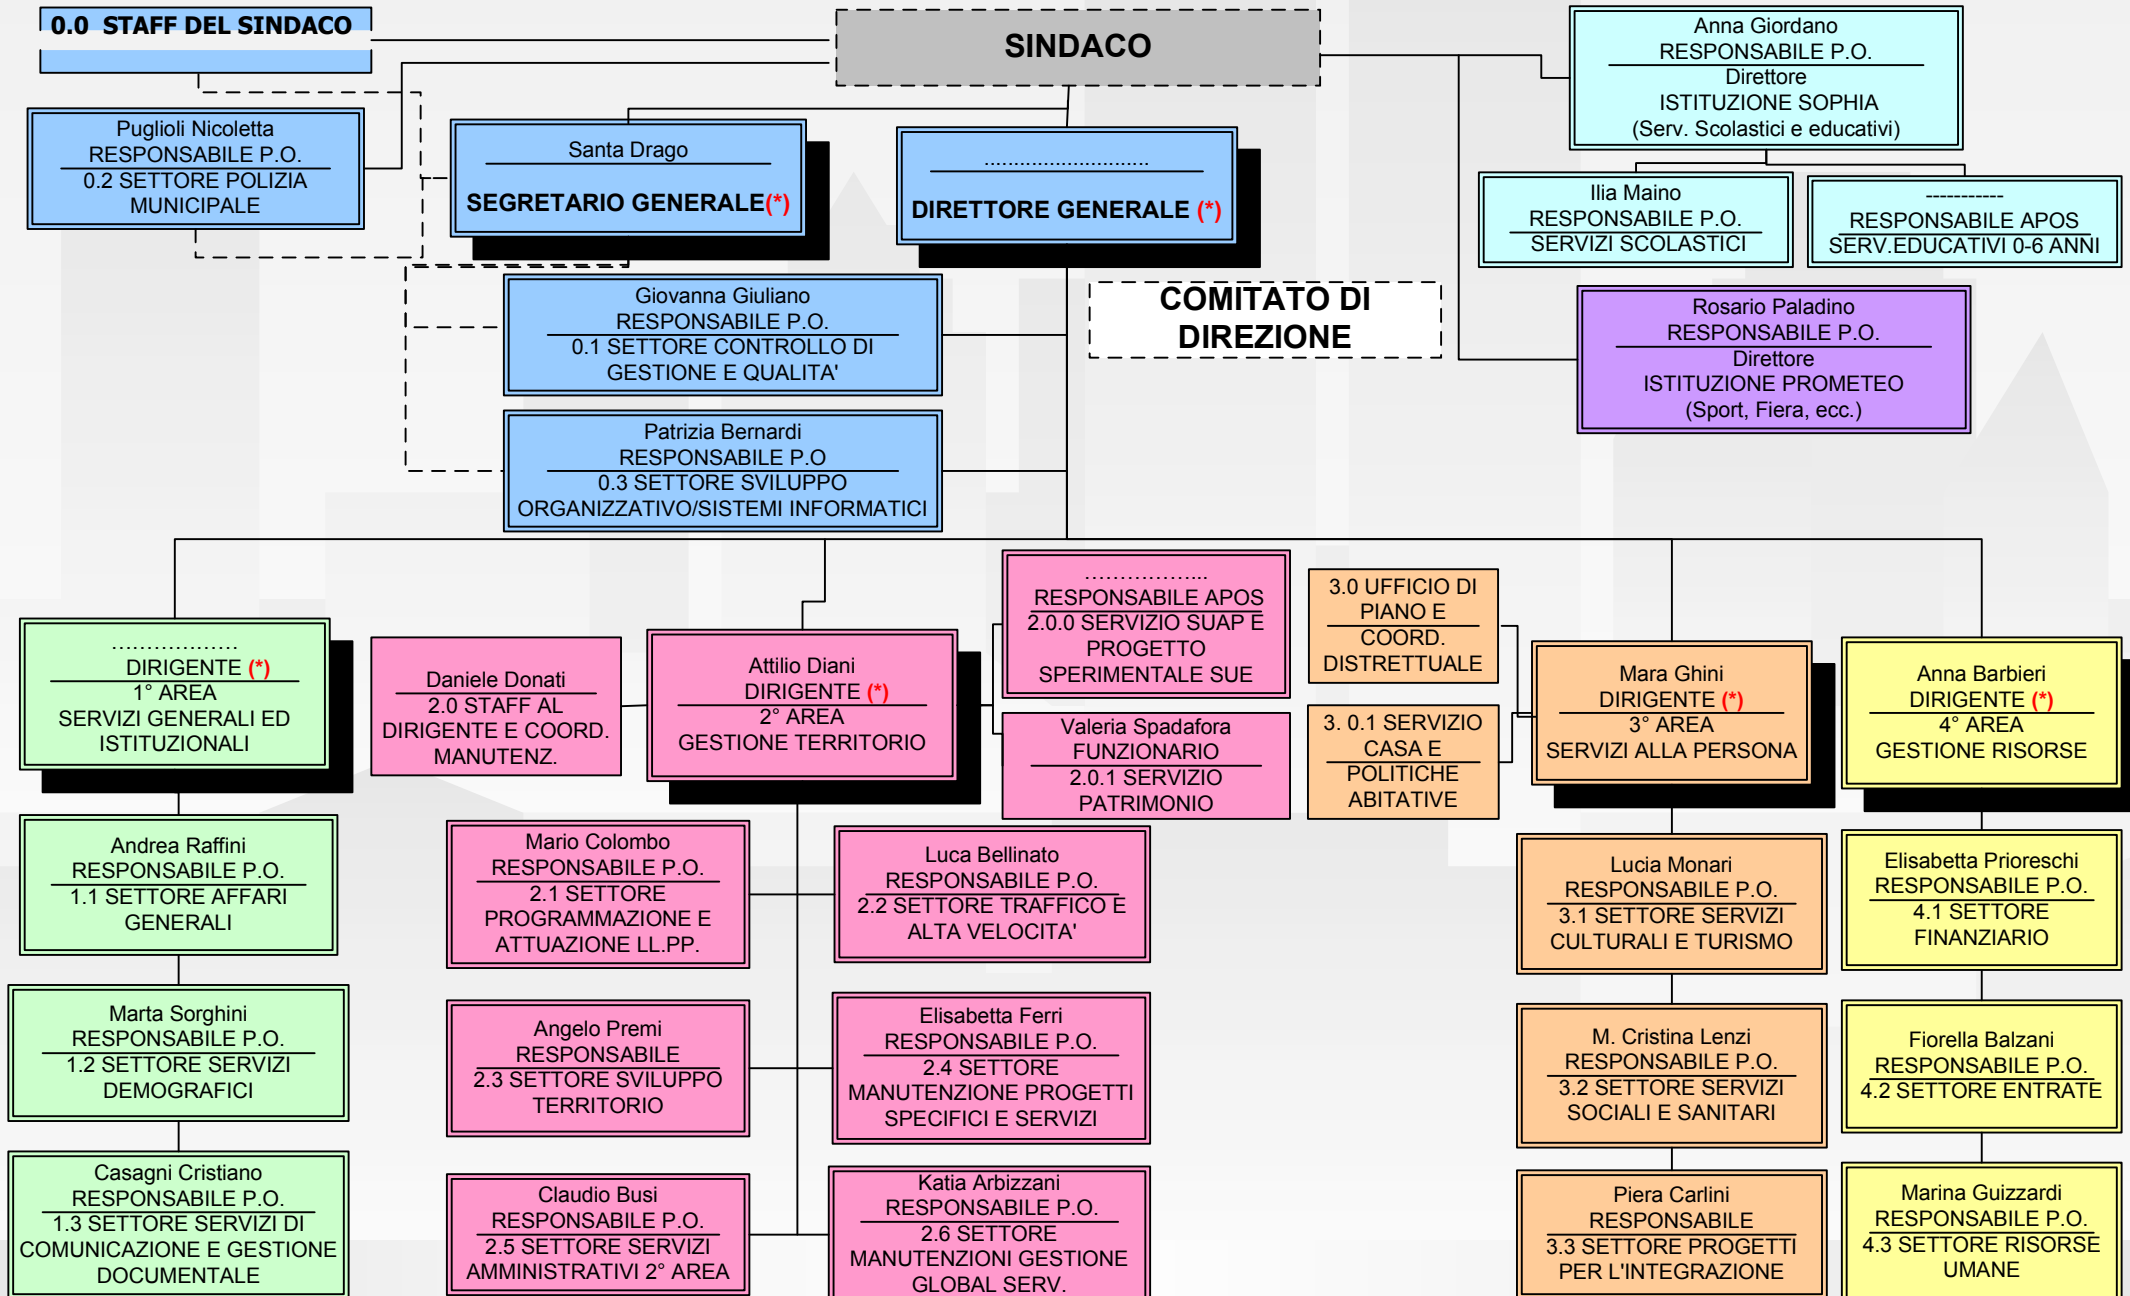 0.0 STAFF DEL SINDACO
SINDACO
Anna Giordano
RESPONSABILE P.O.
Direttore
ISTITUZIONE SOPHIA
(Serv. Scolastici e educativi)
Puglioli Nicoletta
RESPONSABILE P.O.
0.2 SETTORE POLIZIA
MUNICIPALE
Santa Drago
SEGRETARIO GENERALE(*)
............................
DIRETTORE GENERALE (*)
Ilia Maino
RESPONSABILE P.O.
SERVIZI SCOLASTICI
-----------
RESPONSABILE APOS
SERV.EDUCATIVI 0-6 ANNI
Giovanna Giuliano
RESPONSABILE P.O.
0.1 SETTORE CONTROLLO DI
GESTIONE E QUALITA'
COMITATO DI
DIREZIONE
Rosario Paladino
RESPONSABILE P.O.
Direttore
ISTITUZIONE PROMETEO
(Sport, Fiera, ecc.)
Patrizia Bernardi
RESPONSABILE P.O
0.3 SETTORE SVILUPPO
ORGANIZZATIVO/SISTEMI INFORMATICI
………………
DIRIGENTE (*)
1° AREA
SERVIZI GENERALI ED
ISTITUZIONALI
Daniele Donati
2.0 STAFF AL
DIRIGENTE E COORD.
MANUTENZ.
Attilio Diani
DIRIGENTE (*)
2° AREA
GESTIONE TERRITORIO
………………..
RESPONSABILE APOS
2.0.0 SERVIZIO SUAP E
PROGETTO
SPERIMENTALE SUE
Valeria Spadafora
FUNZIONARIO
2.0.1 SERVIZIO
PATRIMONIO
3.0 UFFICIO DI
PIANO E
COORD.
DISTRETTUALE
3. 0.1 SERVIZIO
CASA E
POLITICHE
ABITATIVE
Mara Ghini
DIRIGENTE (*)
3° AREA
SERVIZI ALLA PERSONA
Anna Barbieri
DIRIGENTE (*)
4° AREA
GESTIONE RISORSE
Andrea Raffini
RESPONSABILE P.O.
1.1 SETTORE AFFARI
GENERALI
Mario Colombo
RESPONSABILE P.O.
2.1 SETTORE
PROGRAMMAZIONE E
ATTUAZIONE LL.PP.
Luca Bellinato
RESPONSABILE P.O.
2.2 SETTORE TRAFFICO E
ALTA VELOCITA'
Lucia Monari
RESPONSABILE P.O.
3.1 SETTORE SERVIZI
CULTURALI E TURISMO
Elisabetta Prioreschi
RESPONSABILE P.O.
4.1 SETTORE
FINANZIARIO
Marta Sorghini
RESPONSABILE P.O.
1.2 SETTORE SERVIZI
DEMOGRAFICI
Angelo Premi
RESPONSABILE
2.3 SETTORE SVILUPPO
TERRITORIO
Elisabetta Ferri
RESPONSABILE P.O.
2.4 SETTORE
MANUTENZIONE PROGETTI
SPECIFICI E SERVIZI
M. Cristina Lenzi
RESPONSABILE P.O.
3.2 SETTORE SERVIZI
SOCIALI E SANITARI
Fiorella Balzani
RESPONSABILE P.O.
4.2 SETTORE ENTRATE
Casagni Cristiano
RESPONSABILE P.O.
1.3 SETTORE SERVIZI DI
COMUNICAZIONE E GESTIONE
DOCUMENTALE
Claudio Busi
RESPONSABILE P.O.
2.5 SETTORE SERVIZI
AMMINISTRATIVI 2° AREA
Katia Arbizzani
RESPONSABILE P.O.
2.6 SETTORE
MANUTENZIONI GESTIONE
GLOBAL SERV.
Piera Carlini
RESPONSABILE
3.3 SETTORE PROGETTI
PER L'INTEGRAZIONE
Marina Guizzardi
RESPONSABILE P.O.
4.3 SETTORE RISORSE
UMANE